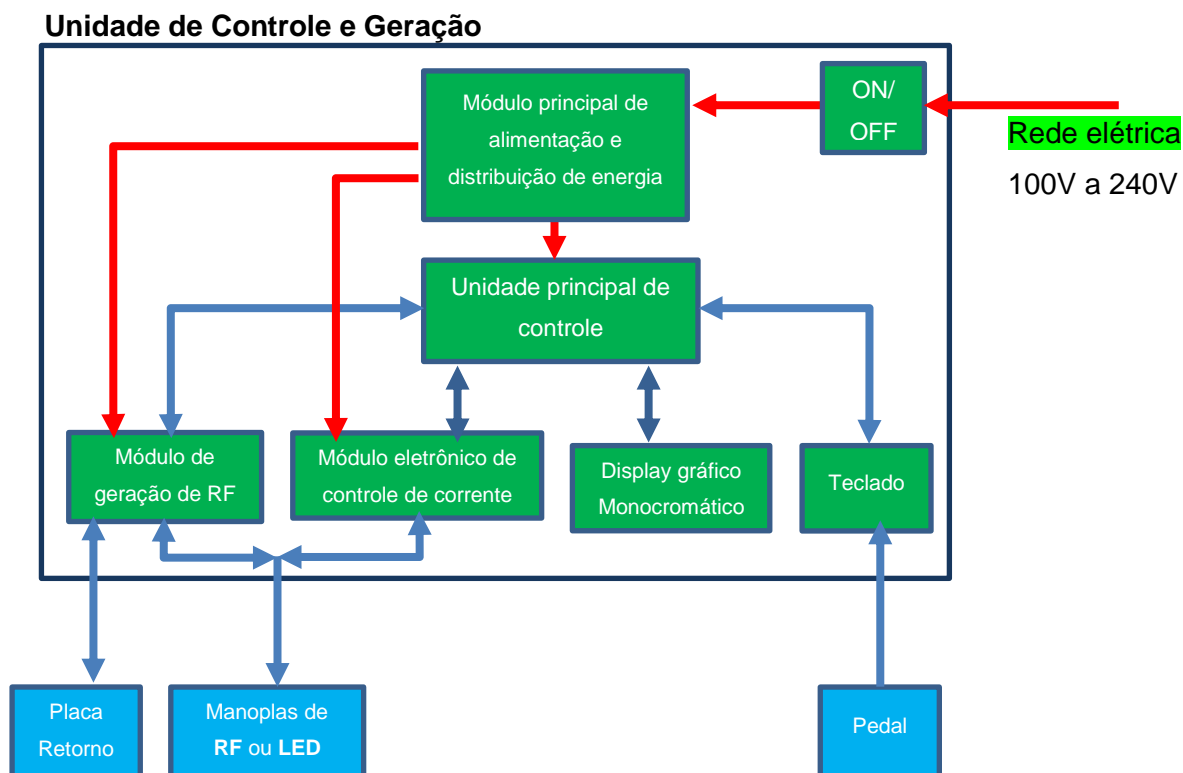 Unidade de Controle e Geração
Módulo principal de
alimentação e
distribuição de energia
ON/
OFF
Rede elétrica
100V a 240V
Unidade principal de
controle
Módulo de
geração de RF
Módulo eletrônico de
controle de corrente
Display gráfico
Monocromático
Teclado
Placa
Retorno
Manoplas de
RF ou LED
Pedal